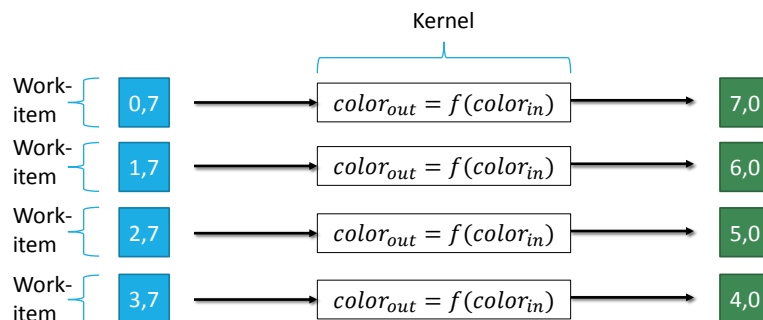 Kernel
Work-
item
0,7
color_out = f(color_in)
7,0
Work-
item
1,7
color_out = f(color_in)
6,0
Work-
item
2,7
color_out = f(color_in)
5,0
Work-
item
3,7
color_out = f(color_in)
4,0